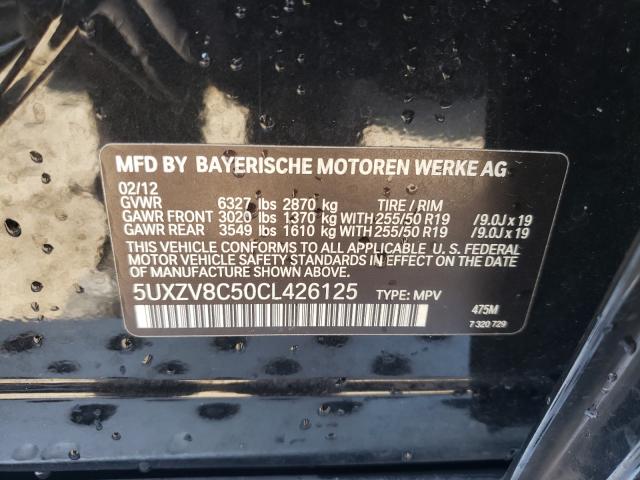 MFD BY BAYERISCHE MOTOREN WERKE AG
02/12
GVWR 6327 lbs 2870 kg TIRE / RIM
GAWR FRONT 3020 lbs 1370 kg WITH 255/50 R19 /9.0J x 19
GAWR REAR 3549 lbs 1610 kg WITH 255/50 R19 /9.0J x 19
THIS VEHICLE CONFORMS TO ALL APPLICABLE U. S. FEDERAL
MOTOR VEHICLE SAFETY STANDARDS IN EFFECT ON THE
DATE OF MANUFACTURE SHOWN ABOVE.
5UXZV8C50CL426125 TYPE: MPV 475M
7 320 729